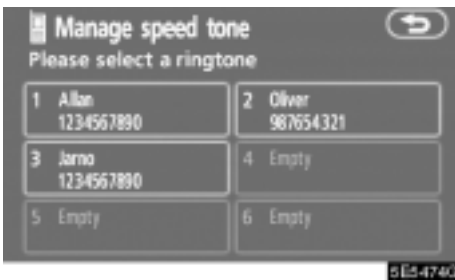 Manage speed tone
Please select a ringtone
1 Allan
1234567890
2 Oliver
987654321
3 Jarno
1234567890
4 Empty
5 Empty
6 Empty
5E5474C